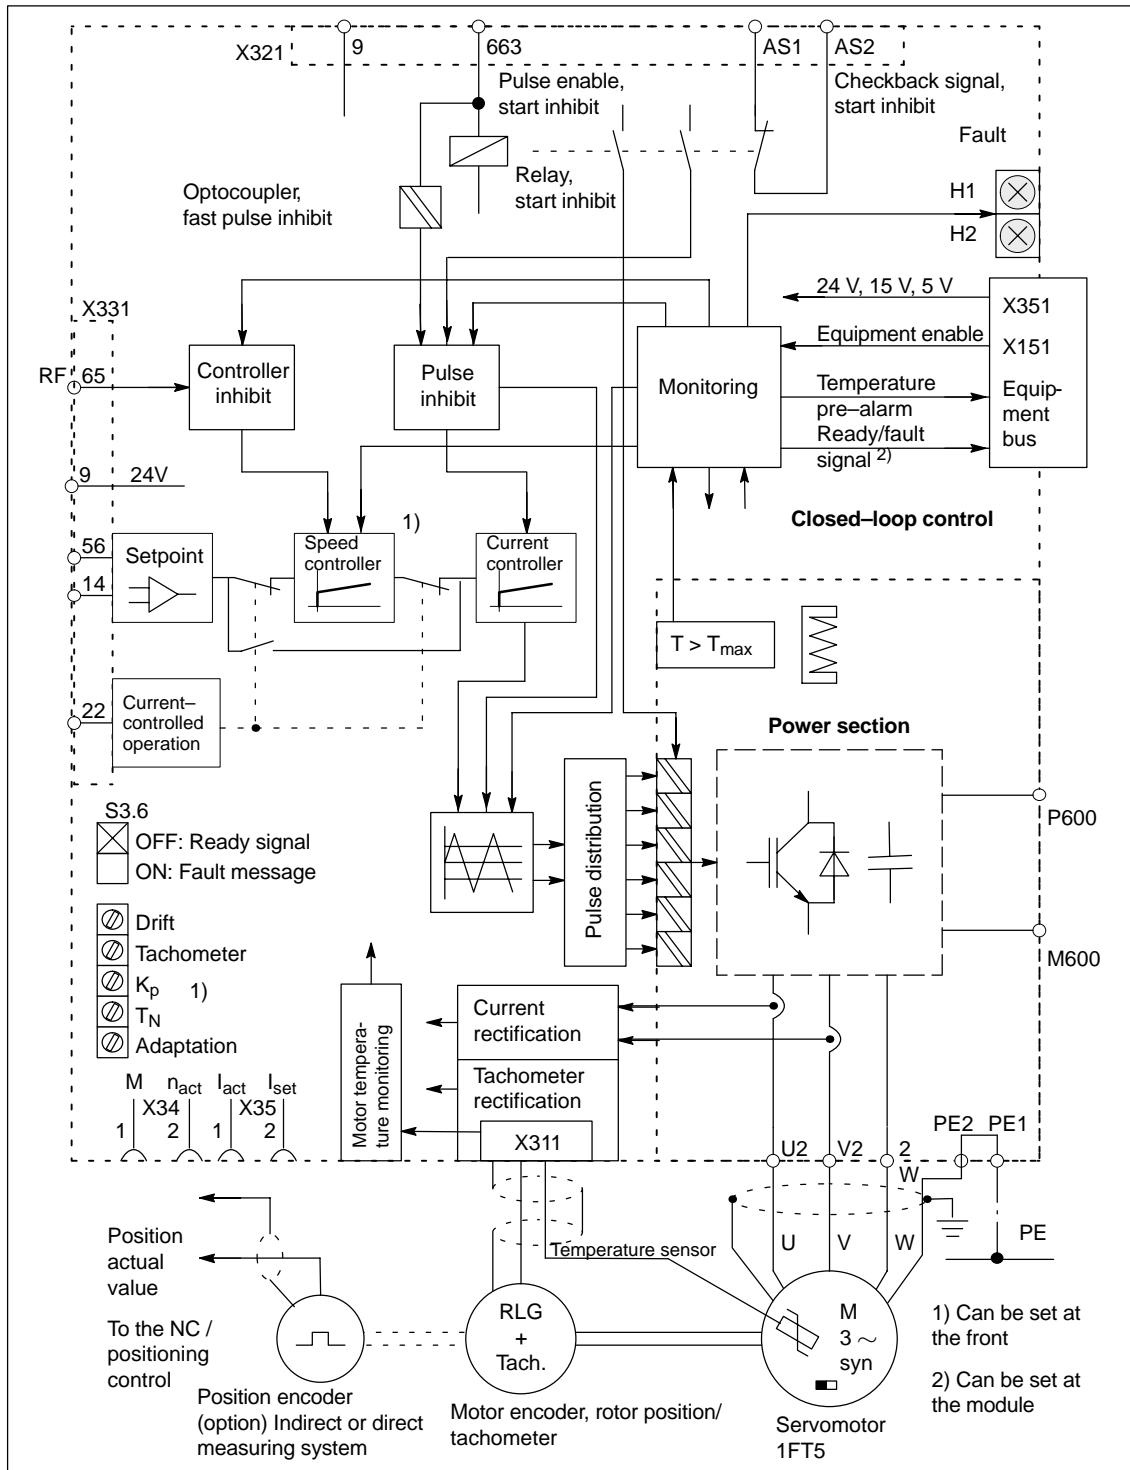 X321
9
663
AS1
AS2
Pulse enable,
start inhibit
Checkback signal,
start inhibit
Fault
Optocoupler,
fast pulse inhibit
Relay,
start inhibit
H1
H2
24 V, 15 V, 5 V
X351
Equipment enable
X151
X331
RF
65
Controller
inhibit
Pulse
inhibit
Monitoring
Temperature
pre–alarm
Ready/fault
signal 2)
Equip-
ment
bus
9
24V
Closed–loop control
56
14
Setpoint
Speed
controller
1)
Current
controller
T > Tmax
22
Current–
controlled
operation
Power section
S3.6
OFF: Ready signal
ON: Fault message
Pulse distribution
P600
M600
Drift
Tachometer
Kp
1)
TN
Adaptation
Motor tempera-
ture monitoring
Current
rectification
Tachometer
rectification
X311
M
nact
Iact
Iset
X34
X35
1
2
1
2
U2
V2
2
W
PE2
PE1
PE
Position
actual
value
Temperature sensor
U
V
W
To the NC /
positioning
control
RLG
+
Tach.
M
3 ~
syn
1) Can be set at
the front
2) Can be set at
the module
Position encoder
(option) Indirect or direct
measuring system
Motor encoder, rotor position/
tachometer
Servomotor
1FT5